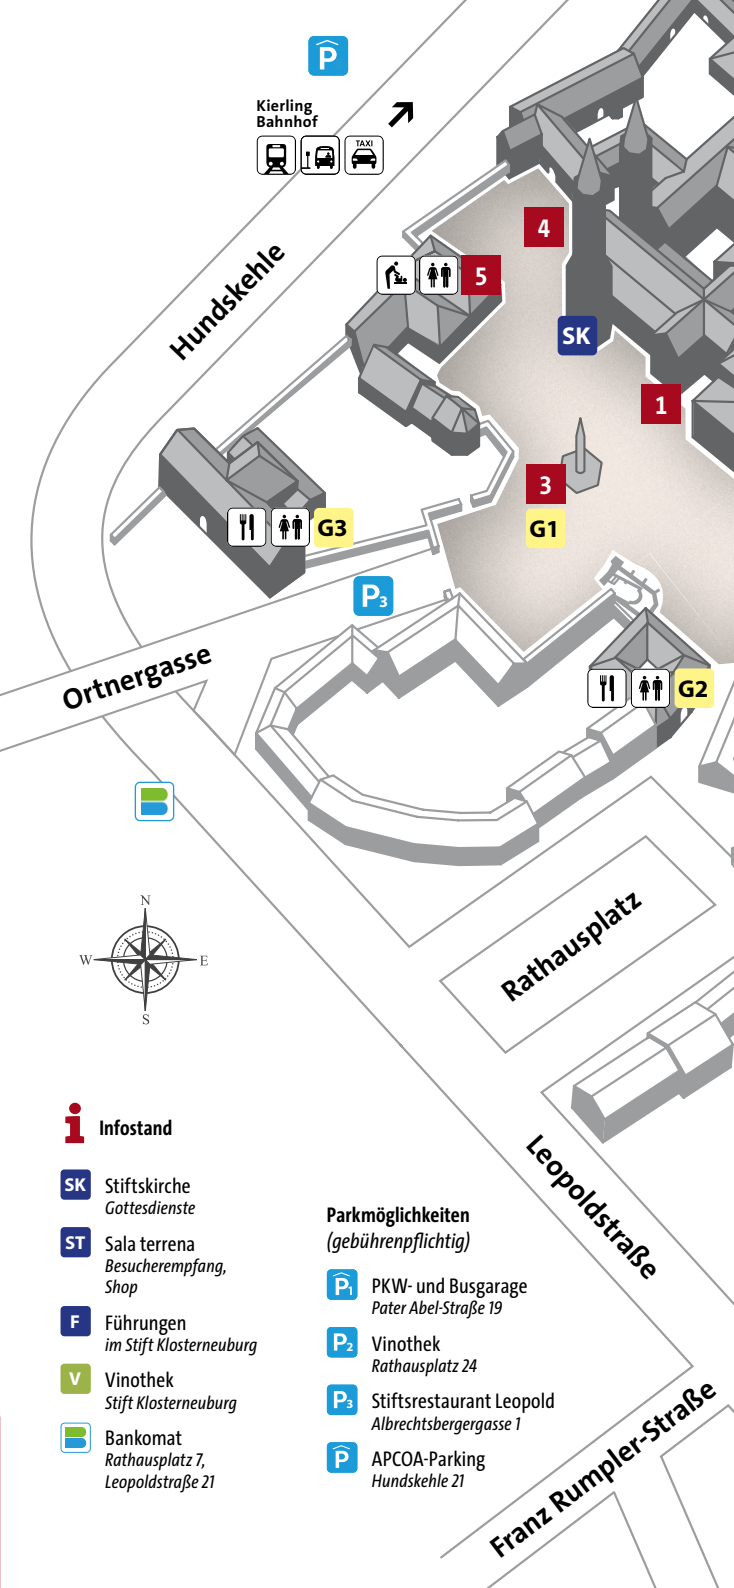 P
Kierling
Bahnhof
TAXI
4
Hundskehle
5
SK
1
3
G1
G3
P3
Ortnergasse
G2
Rathausplatz
N
W
E
S
Leopoldstraße
Franz Rumpler-Straße
i Infostand
SK Stiftskirche
Gottesdienste
ST Sala terrena
Besucherempfang,
Shop
F Führungen
im Stift Klosterneuburg
V Vinothek
Stift Klosterneuburg
Bankomat
Rathausplatz 7,
Leopoldstraße 21
Parkmöglichkeiten
(gebührenpflichtig)
P1 PKW- und Busgarage
Pater Abel-Straße 19
P2 Vinothek
Rathausplatz 24
P3 Stiftsrestaurant Leopold
Albrechtsbergergasse 1
P APCOA-Parking
Hundskehle 21